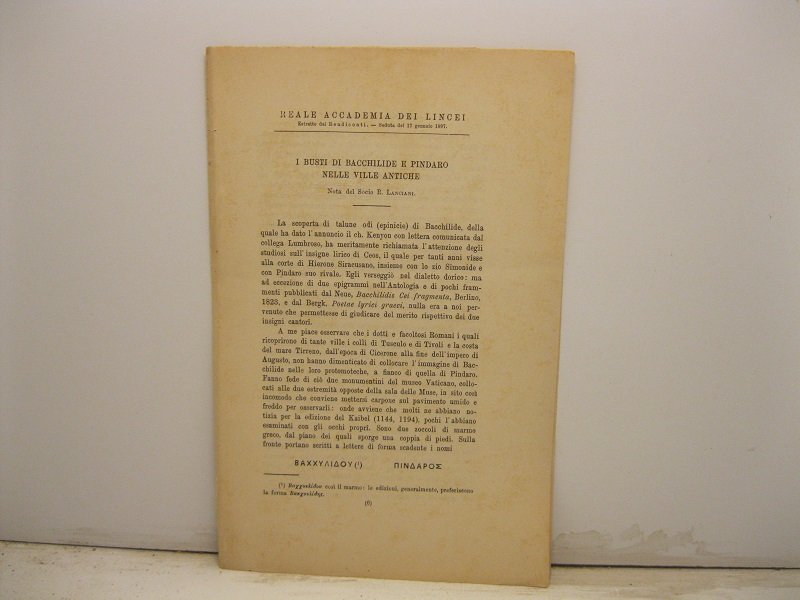 REALE ACCADEMIA DEI LINCEI
Estratto dai Rendiconti. — Seduta del 17 gennaio 1897.
I BUSTI DI BACCHILIDE E PINDARO
NELLE VILLE ANTICHE
Nota del Socio R. LANCIANI.
La scoperta di talune odi (epinicie) di Bacchilide, della
quale ha dato l'annuncio il ch. Kenyon con lettera comunicata dal
collega Lumbroso, ha meritamente richiamata l'attenzione degli
studiosi sull'insigne lirico di Ceos, il quale per tanti anni visse
alla corte di Hierone Siracusano, insieme con lo zio Simonide e
con Pindaro suo rivale. Egli verseggiò nel dialetto dorico: ma
ad eccezione di due epigrammi nell'Antologia e di pochi fram-
menti pubblicati dal Neue, Bacchilidis Cei fragmenta, Berlino,
1823, e dal Bergk, Poetae lyrici graeci, nulla era a noi per-
venuto che permettesse di giudicare del merito rispettivo dei due
insigni cantori.
A me piace osservare che i dotti e facoltosi Romani i quali
ricoprirono di tante ville i colli di Tusculo e di Tivoli e la costa
del mare Tirreno, dall'epoca di Cicerone alla fine dell'impero di
Augusto, non hanno dimenticato di collocare l'immagine di Bac-
chilide nelle loro protomoteche, a fianco di quella di Pindaro.
Fanno fede di ciò due monumentini del museo Vaticano, collo-
cati alle due estremità opposte della sala delle Muse, in sito così
incomodo che conviene mettersi carpone sul pavimento umido e
freddo per osservarli: onde avviene che molti ne abbiano no-
tizia per la edizione del Kaibel (1144, 1194), pochi l'abbiano
esaminati con gli occhi proprî. Sono due zoccoli di marmo
greco, dal piano dei quali sporge una coppia di piedi. Sulla
fronte portano scritti a lettere di forma scadente i nomi
ΒΑΧΧΥΛΙΔΟΥ(¹) ΠΙΝΔΑΡΟΣ
(¹) Βαχχυλίδου così il marmo: le edizioni, generalmente, preferiscono
la forma Βακχυλίδης.
(6)